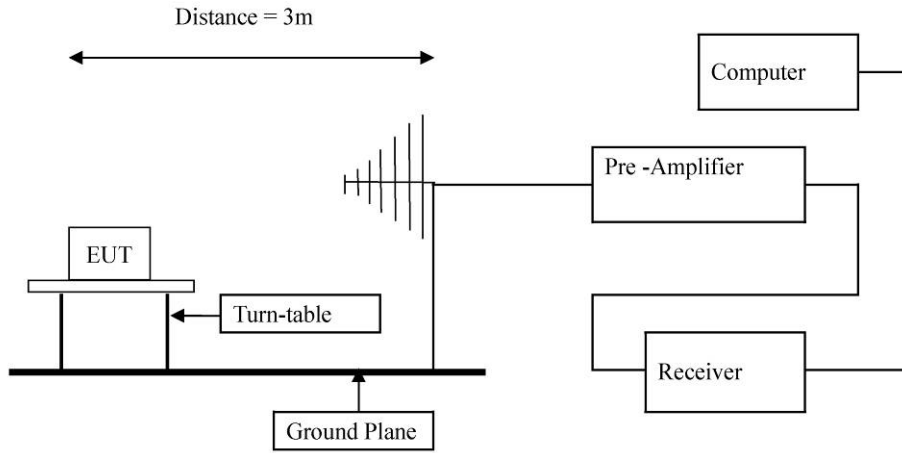 Distance = 3m
Computer
Pre -Amplifier
EUT
Turn-table
Receiver
Ground Plane